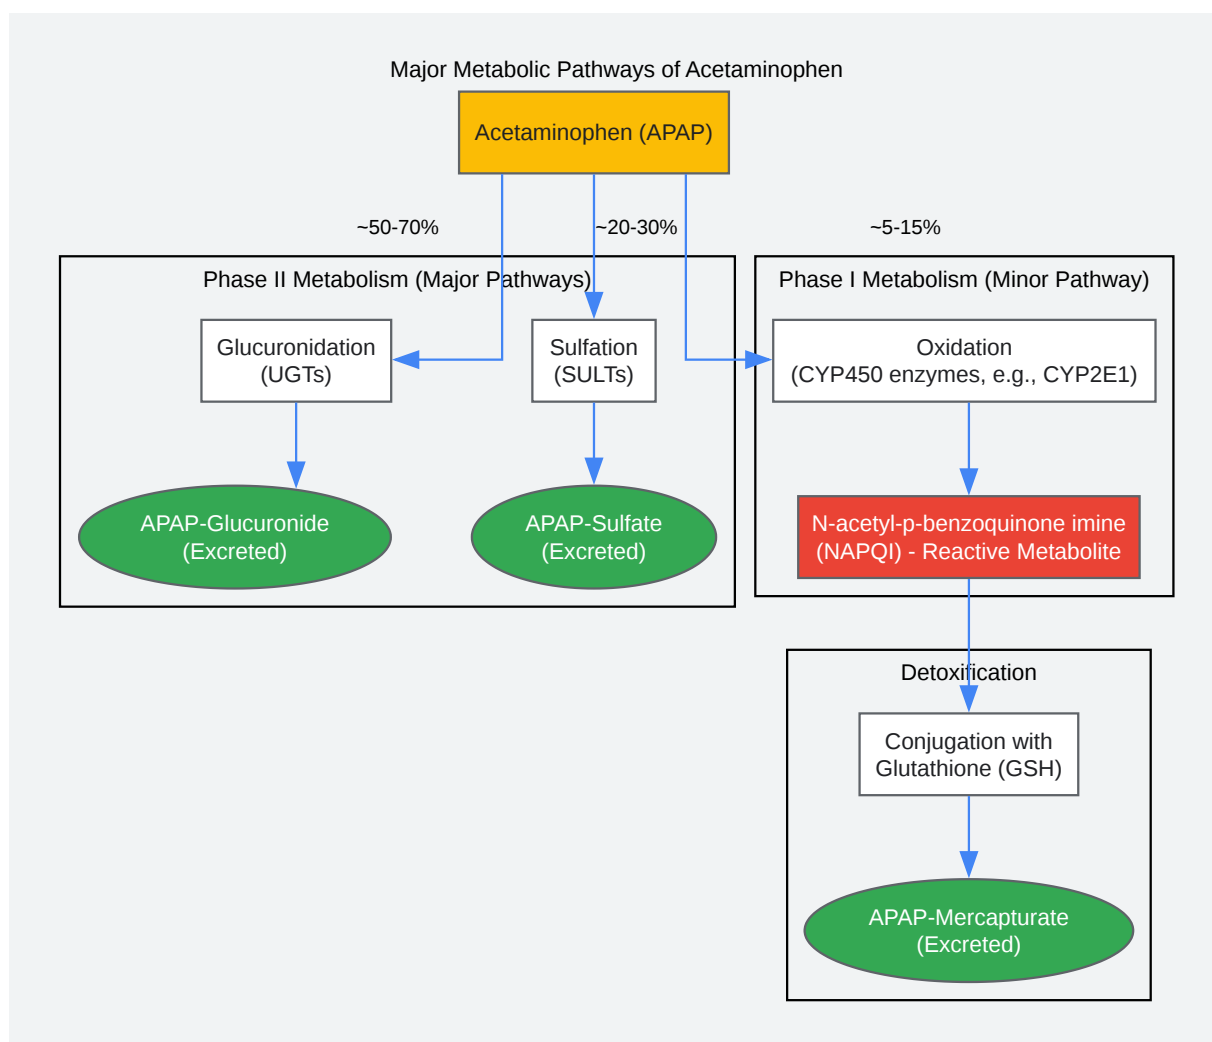 Major Metabolic Pathways of Acetaminophen
Acetaminophen (APAP)
~50-70%
~20-30%
~5-15%
Phase II Metabolism (Major Pathways)
Phase I Metabolism (Minor Pathway)
Glucuronidation
(UGTs)
Sulfation
(SULTs)
Oxidation
(CYP450 enzymes, e.g., CYP2E1)
APAP-Glucuronide
(Excreted)
APAP-Sulfate
(Excreted)
N-acetyl-p-benzoquinone imine
(NAPQI) - Reactive Metabolite
Detoxification
Conjugation with
Glutathione (GSH)
APAP-Mercapturate
(Excreted)